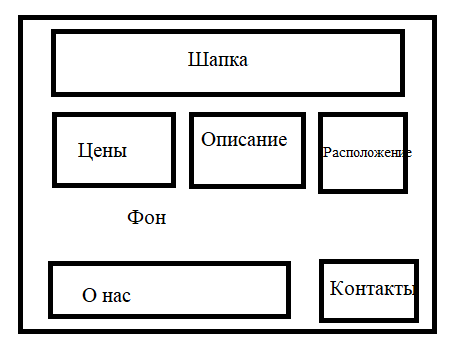 Шапка
Цены
Описание
Расположение
Фон
О нас
Контакты